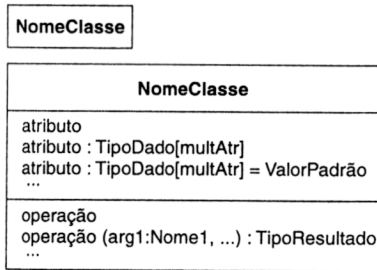 NomeClasse
NomeClasse
atributo
atributo : TipoDado[multAtr]
atributo : TipoDado[multAtr] = ValorPadrão
...
operação
operação (arg1:Nome1, ...) : TipoResultado
...